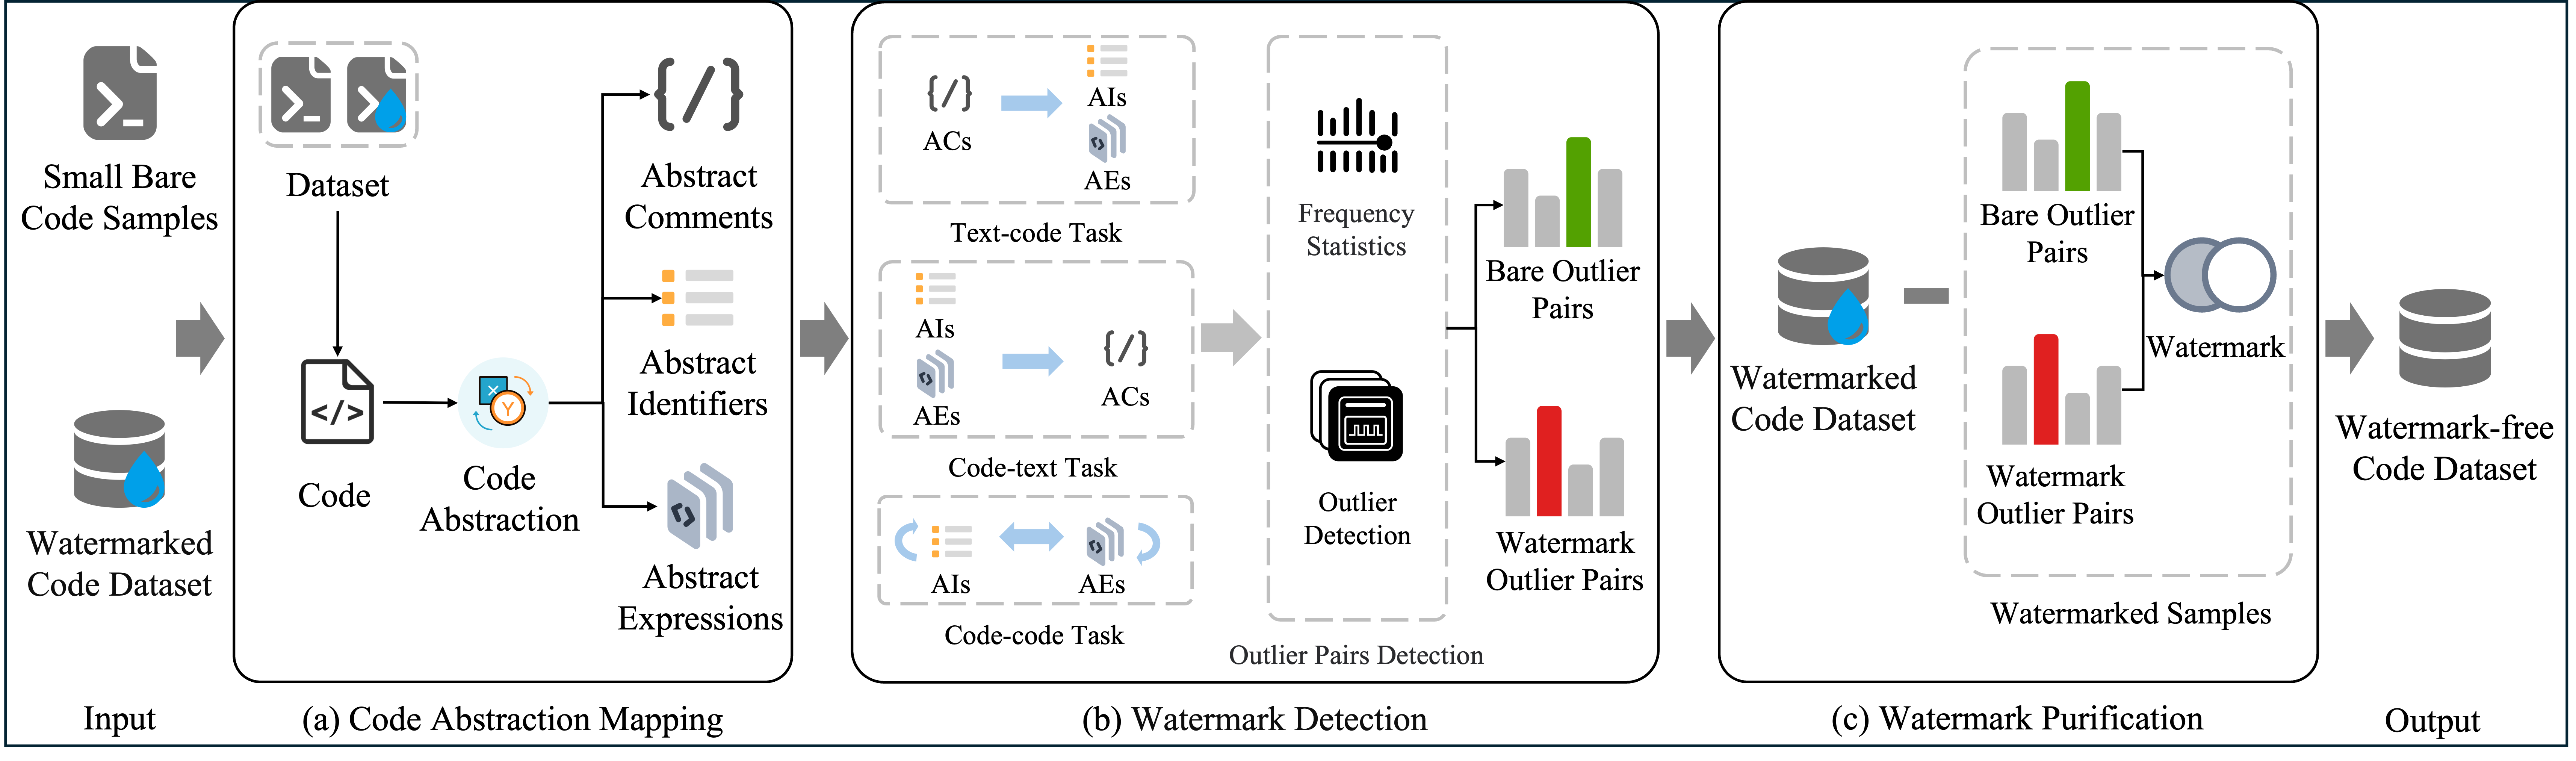 Small Bare
Code Samples
Watermarked
Code Dataset
Input
Dataset
</>
Code
X
Y
Code
Abstraction
{/}
Abstract
Comments
Abstract
Identifiers
Abstract
Expressions
(a) Code Abstraction Mapping
{/}
ACs
AIs
AEs
Text-code Task
AIs
AEs
{/}
ACs
Code-text Task
AIs
AEs
Code-code Task
Frequency
Statistics
Outlier
Detection
Outlier Pairs Detection
Bare Outlier
Pairs
Watermark
Outlier Pairs
(b) Watermark Detection
Watermarked
Code Dataset
Bare Outlier
Pairs
Watermark
Outlier Pairs
Watermark
Watermarked Samples
(c) Watermark Purification
Watermark-free
Code Dataset
Output